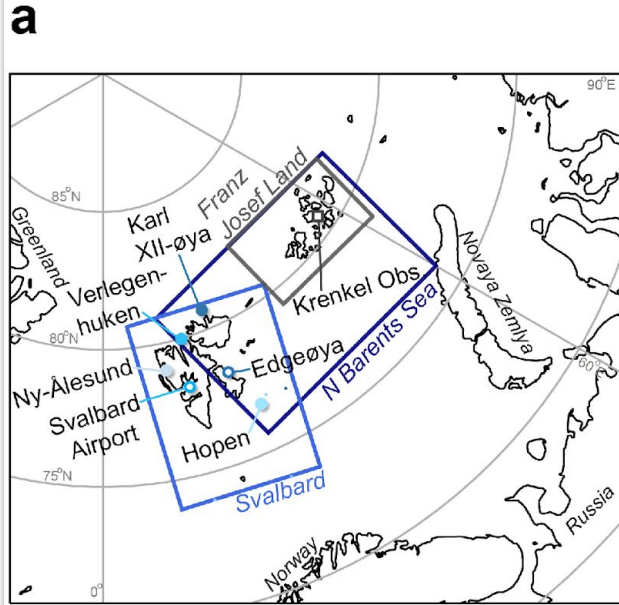 a
90°E
85°N
Greenland
Franz
Josef Land
Karl
XII-øya
Verlegen-
huken
Krenkel Obs
Novaya Zemlya
80°N
N Barents Sea
60°
Ny-Ålesund
Edgeøya
Svalbard
Airport
Hopen
75°N
Svalbard
Russia
Norway
0°